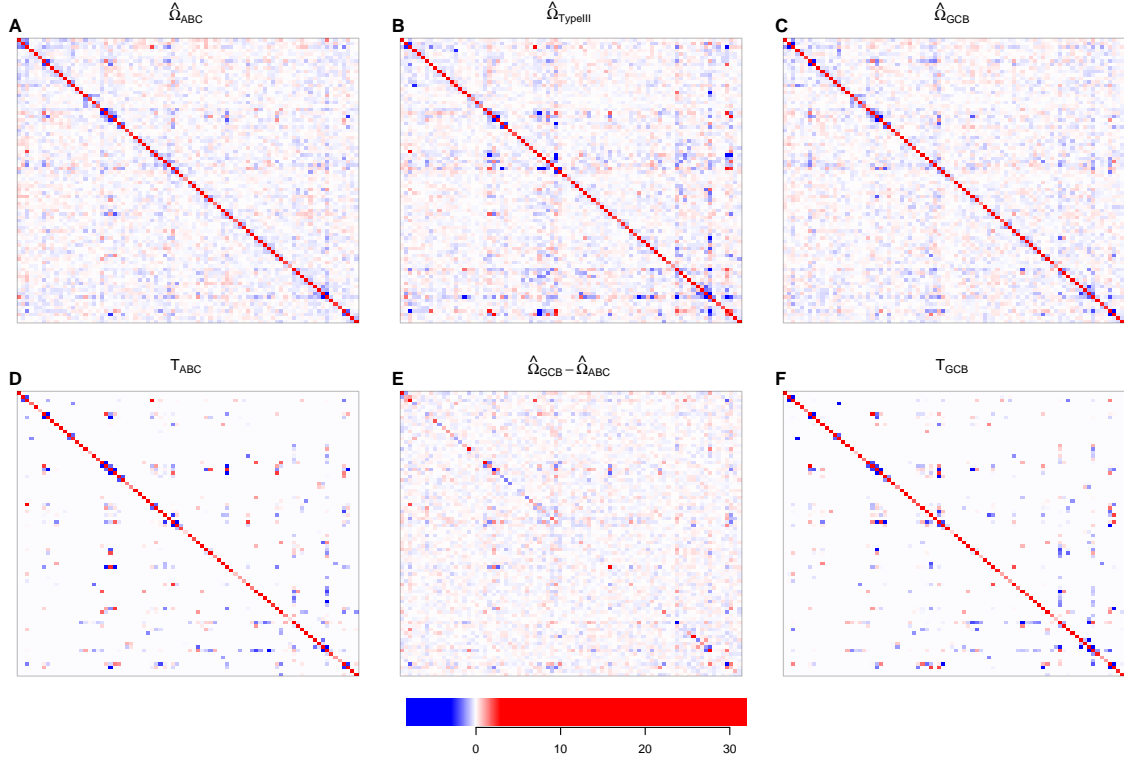 A
Ω̂ABC
B
Ω̂TypeIII
C
Ω̂GCB
D
TABC
E
Ω̂GCB − Ω̂ABC
F
TGCB
0 10 20 30